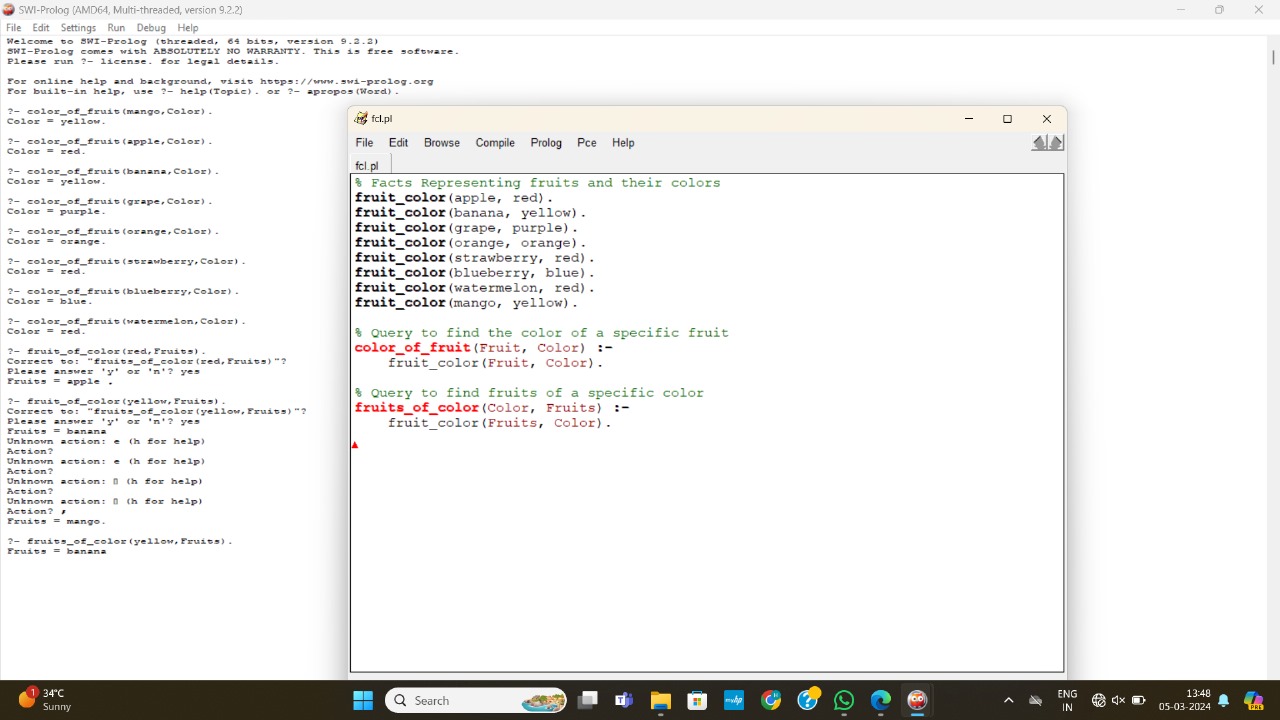 SWI-Prolog (AMD64, Multi-threaded, version 9.2.2)
File Edit Settings Run Debug Help
Welcome to SWI-Prolog (threaded, 64 bits, version 9.2.2)
SWI-Prolog comes with ABSOLUTELY NO WARRANTY. This is free software.
Please run ?- license. for legal details.
For online help and background, visit https://www.swi-prolog.org
For built-in help, use ?- help(Topic). or ?- apropos(Word).
?- color_of_fruit(mango,Color).
Color = yellow.
?- color_of_fruit(apple,Color).
Color = red.
?- color_of_fruit(banana,Color).
Color = yellow.
?- color_of_fruit(grape,Color).
Color = purple.
?- color_of_fruit(orange,Color).
Color = orange.
?- color_of_fruit(strawberry,Color).
Color = red.
?- color_of_fruit(blueberry,Color).
Color = blue.
?- color_of_fruit(watermelon,Color).
Color = red.
?- fruit_of_color(red,Fruits).
Correct to: "fruits_of_color(red,Fruits)"?
Please answer 'y' or 'n'? yes
Fruits = apple .
?- fruit_of_color(yellow,Fruits).
Correct to: "fruits_of_color(yellow,Fruits)"?
Please answer 'y' or 'n'? yes
Fruits = banana
Unknown action: e (h for help)
Action?
Unknown action: e (h for help)
Action?
Unknown action: (h for help)
Action?
Unknown action: (h for help)
Action? ;
Fruits = mango.
?- fruits_of_color(yellow,Fruits).
Fruits = banana
fcl.pl
File Edit Browse Compile Prolog Pce Help
fcl.pl
% Facts Representing fruits and their colors
fruit_color(apple, red).
fruit_color(banana, yellow).
fruit_color(grape, purple).
fruit_color(orange, orange).
fruit_color(strawberry, red).
fruit_color(blueberry, blue).
fruit_color(watermelon, red).
fruit_color(mango, yellow).
% Query to find the color of a specific fruit
color_of_fruit(Fruit, Color) :-
    fruit_color(Fruit, Color).
% Query to find fruits of a specific color
fruits_of_color(Color, Fruits) :-
    fruit_color(Fruits, Color).
1
34°C
Sunny
Search
ENG
IN
13:48
05-03-2024